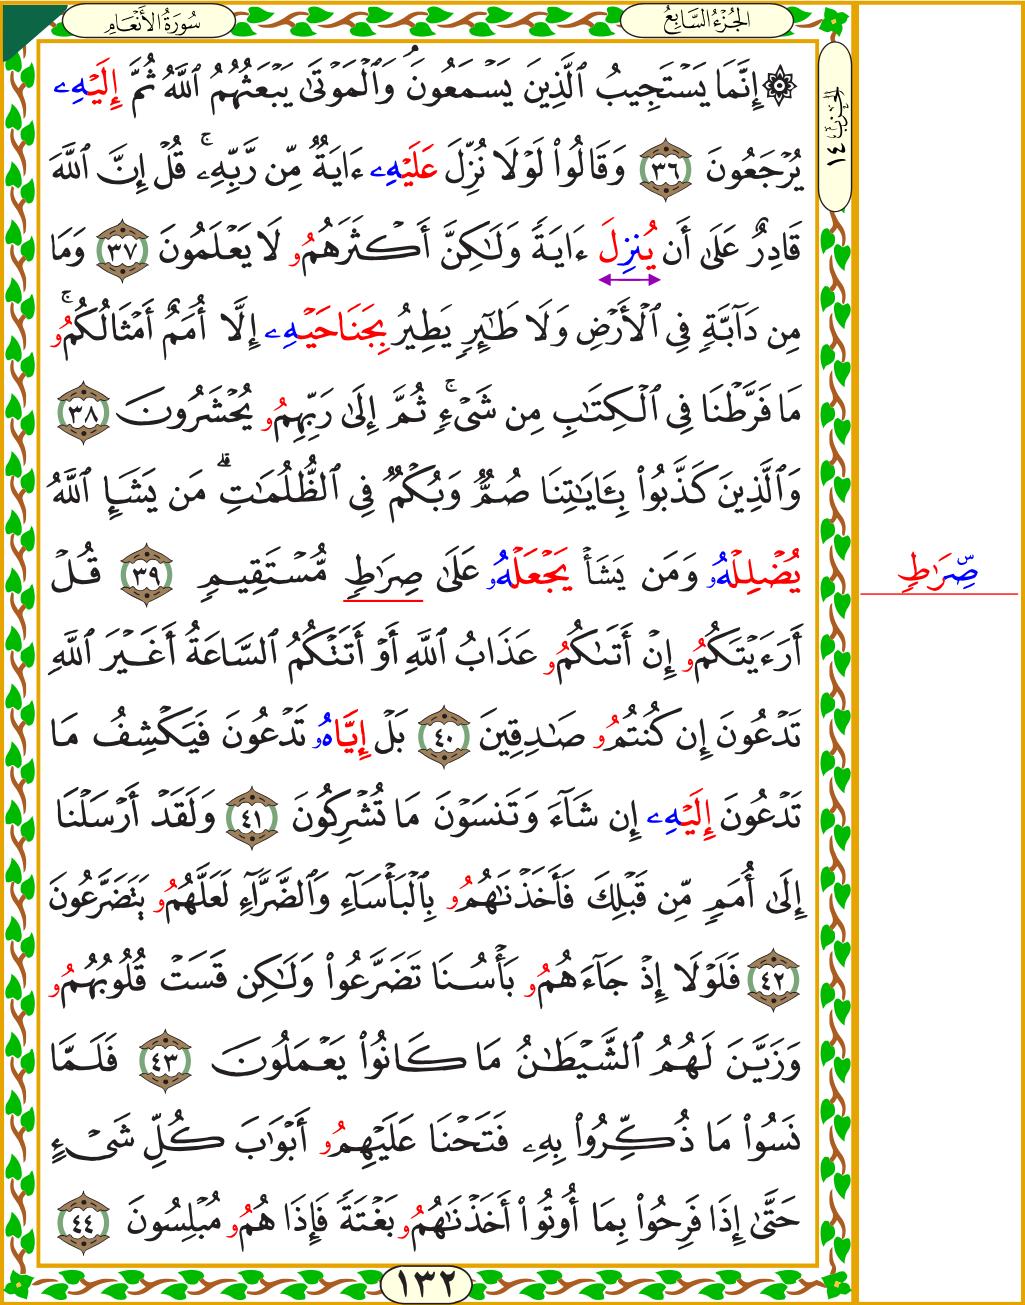 سُورَةُ الأَنْعَامِ
الجُزْءُ السَّابِعُ
الحِزْبُ ١٤
۞ إِنَّمَا يَسْتَجِيبُ ٱلَّذِينَ يَسْمَعُونَۘ وَٱلْمَوْتَىٰ يَبْعَثُهُمُ ٱللَّهُ ثُمَّ إِلَيْهِۦ
يُرْجَعُونَ ٣٦ وَقَالُوا۟ لَوْلَا نُزِّلَ عَلَيْهِۦ ءَايَةٌ مِّن رَّبِّهِۦۚ قُلْ إِنَّ ٱللَّهَ
قَادِرٌ عَلَىٰ أَن يُنزِلَ ءَايَةً وَلَـٰكِنَّ أَكْثَرَهُمُۥ لَا يَعْلَمُونَ ٣٧ وَمَا
مِن دَآبَّةٍ فِى ٱلْأَرْضِ وَلَا طَـٰٓئِرٍ يَطِيرُ بِجَنَاحَيْهِۦ إِلَّآ أُمَمٌ أَمْثَالُكُمُۥۚ
مَا فَرَّطْنَا فِى ٱلْكِتَـٰبِ مِن شَىْءٍۚ ثُمَّ إِلَىٰ رَبِّهِمُۥ يُحْشَرُونَ ٣٨
وَٱلَّذِينَ كَذَّبُوا۟ بِـَٔايَـٰتِنَا صُمٌّ وَبُكْمٌ فِى ٱلظُّلُمَـٰتِۗ مَن يَشَإِ ٱللَّهُ
يُضْلِلْهُۥ وَمَن يَشَأْ يَجْعَلْهُۥ عَلَىٰ صِرَٰطٍ مُّسْتَقِيمٍ ٣٩ قُلْ
صِّرَٰطٍ
أَرَءَيْتَكُمُۥ إِنْ أَتَىٰكُمُۥ عَذَابُ ٱللَّهِ أَوْ أَتَتْكُمُ ٱلسَّاعَةُ أَغَيْرَ ٱللَّهِ
تَدْعُونَ إِن كُنتُمُۥ صَـٰدِقِينَ ٤٠ بَلْ إِيَّاهُۥ تَدْعُونَ فَيَكْشِفُ مَا
تَدْعُونَ إِلَيْهِۦ إِن شَآءَ وَتَنسَوْنَ مَا تُشْرِكُونَ ٤١ وَلَقَدْ أَرْسَلْنَا
إِلَىٰ أُمَمٍ مِّن قَبْلِكَ فَأَخَذْنَـٰهُمُۥ بِٱلْبَأْسَآءِ وَٱلضَّرَّآءِ لَعَلَّهُمُۥ يَتَضَرَّعُونَ
٤٢ فَلَوْلَا إِذْ جَآءَهُمُۥ بَأْسُنَا تَضَرَّعُوا۟ وَلَـٰكِن قَسَتْ قُلُوبُهُمُۥ
وَزَيَّنَ لَهُمُ ٱلشَّيْطَـٰنُ مَا كَانُوا۟ يَعْمَلُونَ ٤٣ فَلَمَّا
نَسُوا۟ مَا ذُكِّرُوا۟ بِهِۦ فَتَحْنَا عَلَيْهِمُۥ أَبْوَٰبَ كُلِّ شَىْءٍ
حَتَّىٰ إِذَا فَرِحُوا۟ بِمَا أُوتُوا۟ أَخَذْنَـٰهُمُۥ بَغْتَةً فَإِذَا هُمُۥ مُبْلِسُونَ ٤٤
١٣٢